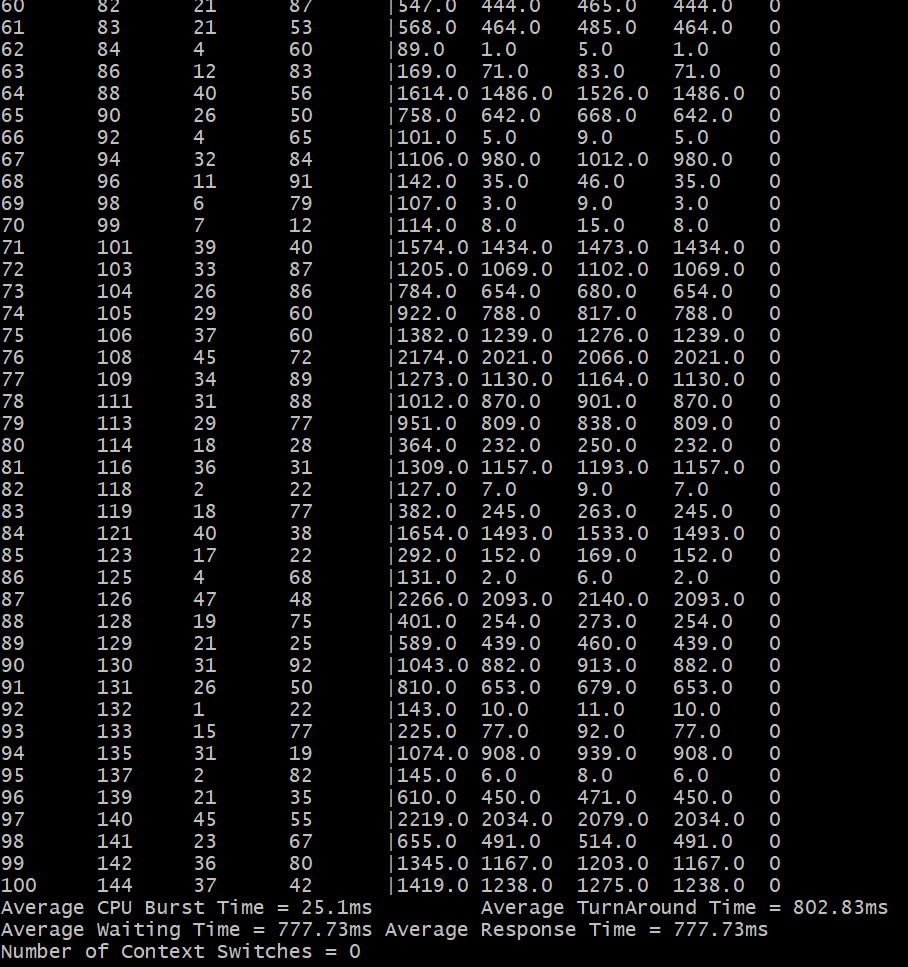 60 82 21 87 |547.0 444.0 465.0 444.0 0
61 83 21 53 |568.0 464.0 485.0 464.0 0
62 84 4 60 |89.0 1.0 5.0 1.0 0
63 86 12 83 |169.0 71.0 83.0 71.0 0
64 88 40 56 |1614.0 1486.0 1526.0 1486.0 0
65 90 26 50 |758.0 642.0 668.0 642.0 0
66 92 4 65 |101.0 5.0 9.0 5.0 0
67 94 32 84 |1106.0 980.0 1012.0 980.0 0
68 96 11 91 |142.0 35.0 46.0 35.0 0
69 98 6 79 |107.0 3.0 9.0 3.0 0
70 99 7 12 |114.0 8.0 15.0 8.0 0
71 101 39 40 |1574.0 1434.0 1473.0 1434.0 0
72 103 33 87 |1205.0 1069.0 1102.0 1069.0 0
73 104 26 86 |784.0 654.0 680.0 654.0 0
74 105 29 60 |922.0 788.0 817.0 788.0 0
75 106 37 60 |1382.0 1239.0 1276.0 1239.0 0
76 108 45 72 |2174.0 2021.0 2066.0 2021.0 0
77 109 34 89 |1273.0 1130.0 1164.0 1130.0 0
78 111 31 88 |1012.0 870.0 901.0 870.0 0
79 113 29 77 |951.0 809.0 838.0 809.0 0
80 114 18 28 |364.0 232.0 250.0 232.0 0
81 116 36 31 |1309.0 1157.0 1193.0 1157.0 0
82 118 2 22 |127.0 7.0 9.0 7.0 0
83 119 18 77 |382.0 245.0 263.0 245.0 0
84 121 40 38 |1654.0 1493.0 1533.0 1493.0 0
85 123 17 22 |292.0 152.0 169.0 152.0 0
86 125 4 68 |131.0 2.0 6.0 2.0 0
87 126 47 48 |2266.0 2093.0 2140.0 2093.0 0
88 128 19 75 |401.0 254.0 273.0 254.0 0
89 129 21 25 |589.0 439.0 460.0 439.0 0
90 130 31 92 |1043.0 882.0 913.0 882.0 0
91 131 26 50 |810.0 653.0 679.0 653.0 0
92 132 1 22 |143.0 10.0 11.0 10.0 0
93 133 15 77 |225.0 77.0 92.0 77.0 0
94 135 31 19 |1074.0 908.0 939.0 908.0 0
95 137 2 82 |145.0 6.0 8.0 6.0 0
96 139 21 35 |610.0 450.0 471.0 450.0 0
97 140 45 55 |2219.0 2034.0 2079.0 2034.0 0
98 141 23 67 |655.0 491.0 514.0 491.0 0
99 142 36 80 |1345.0 1167.0 1203.0 1167.0 0
100 144 37 42 |1419.0 1238.0 1275.0 1238.0 0
Average CPU Burst Time = 25.1ms Average TurnAround Time = 802.83ms
Average Waiting Time = 777.73ms Average Response Time = 777.73ms
Number of Context Switches = 0